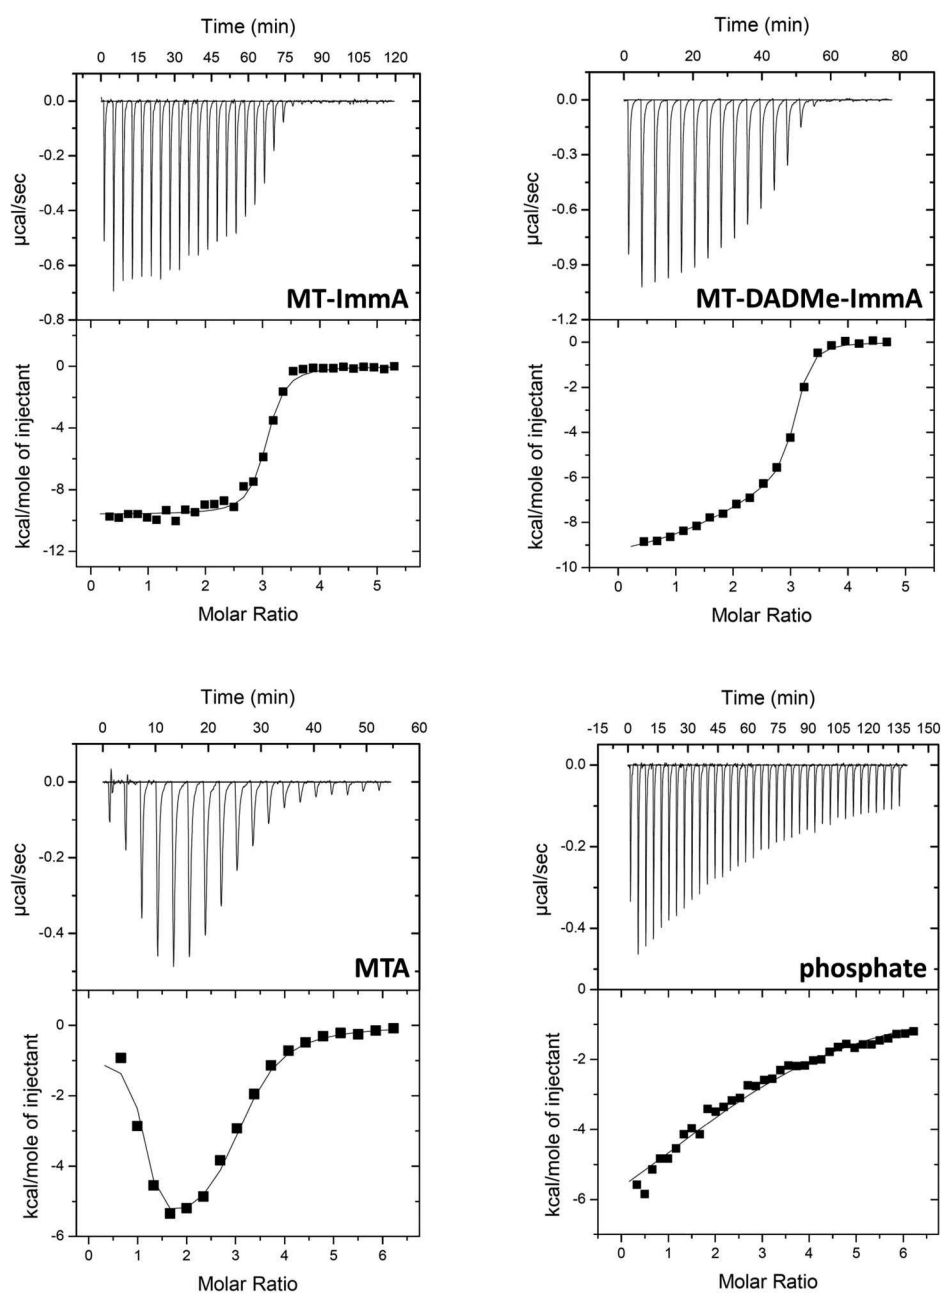 Time (min)
0 15 30 45 60 75 90 105 120
0.0
-0.2
-0.4
-0.6
-0.8
µcal/sec
MT-ImmA
0
-4
-8
-12
kcal/mole of injectant
0 1 2 3 4 5
Molar Ratio
Time (min)
0 20 40 60 80
0.0
-0.3
-0.6
-0.9
-1.2
µcal/sec
MT-DADMe-ImmA
0
-2
-4
-6
-8
-10
kcal/mole of injectant
0 1 2 3 4 5
Molar Ratio
Time (min)
0 10 20 30 40 50 60
0.0
-0.2
-0.4
µcal/sec
MTA
0
-2
-4
-6
kcal/mole of injectant
0 1 2 3 4 5 6
Molar Ratio
Time (min)
-15 0 15 30 45 60 75 90 105 120 135 150
0.0
-0.2
-0.4
0
µcal/sec
phosphate
-2
-4
-6
kcal/mole of injectant
0 1 2 3 4 5 6
Molar Ratio